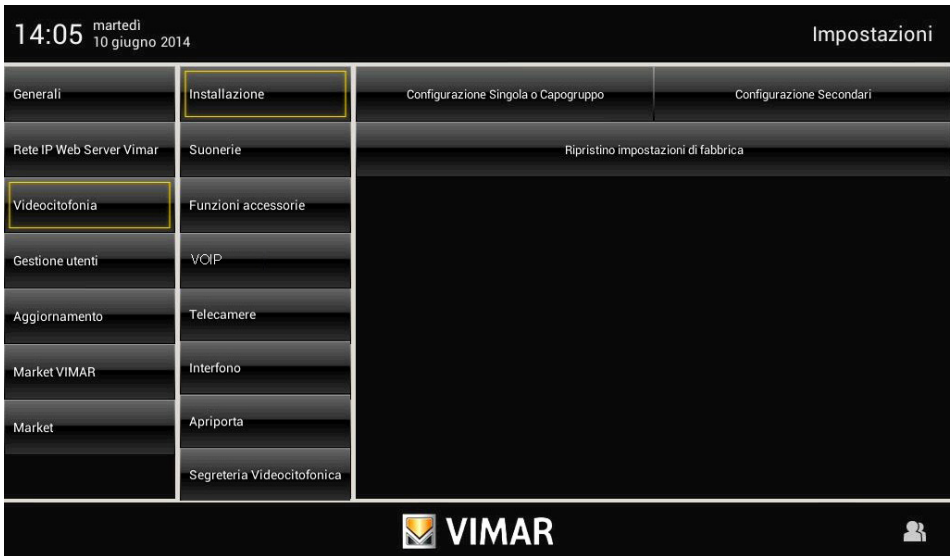 14:05 martedì
10 giugno 2014
Impostazioni
Generali
Rete IP Web Server Vimar
Videocitofonia
Gestione utenti
Aggiornamento
Market VIMAR
Market
Installazione
Suonerie
Funzioni accessorie
VOIP
Telecamere
Interfono
Apriporta
Segreteria Videocitofonica
Configurazione Singola o Capogruppo
Configurazione Secondari
Ripristino impostazioni di fabbrica
VIMAR